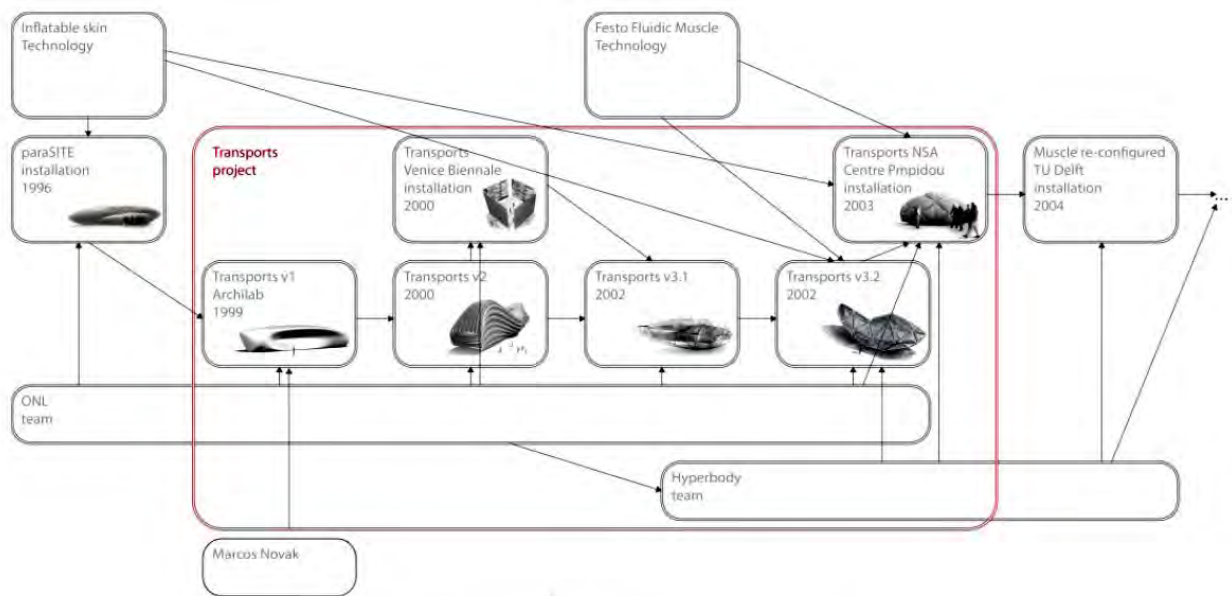 Inflatable skin
Technology
Festo Fluidic Muscle
Technology
paraSITE
installation
1996
Transports
project
Transports
Venice Biennale
installation
2000
Transports NSA
Centre Pmpidou
installation
2003
Muscle re-configured
TU Delft
installation
2004
...
Transports v1
Archilab
1999
Transports v2
2000
Transports v3.1
2002
Transports v3.2
2002
ONL
team
Hyperbody
team
Marcos Novak